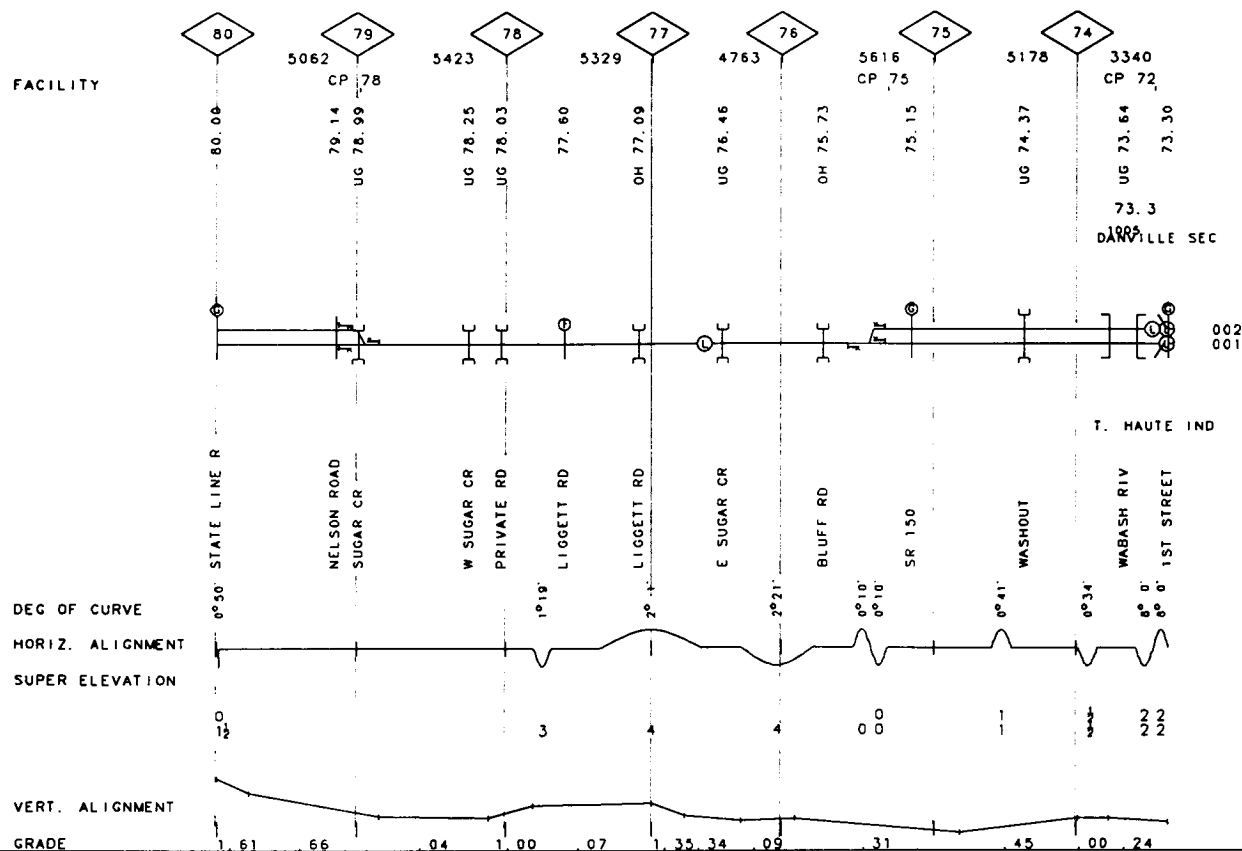 80 79 78 77 76 75 74
5062 5423 5329 4763 5616 5178 3340
CP 78 CP 75 CP 72
FACILITY
80.09
79.14
UG 78.99
UG 78.25
UG 78.03
77.60
OH 77.09
UG 76.46
OH 75.73
75.15
UG 74.37
UG 73.64
73.30
73.3
1005
DANVILLE SEC
G T L G L G
002
001
T. HAUTE IND
STATE LINE R
NELSON ROAD
SUGAR CR
W SUGAR CR
PRIVATE RD
LIGGETT RD
LIGGETT RD
E SUGAR CR
BLUFF RD
SR 150
WASHOUT
WABASH RIV
1ST STREET
DEG OF CURVE
0°50' 1°19' 2°1' 2°21' 0°10' 0°10' 0°41' 0°34' 8°0' 8°0'
HORIZ. ALIGNMENT
SUPER ELEVATION
0 0 1 2 2
1½ 3 4 4 0 0 1 2 2
VERT. ALIGNMENT
GRADE 1.61 .66 .04 1.00 .07 1.35 .34 .09 .31 .45 .00 .24